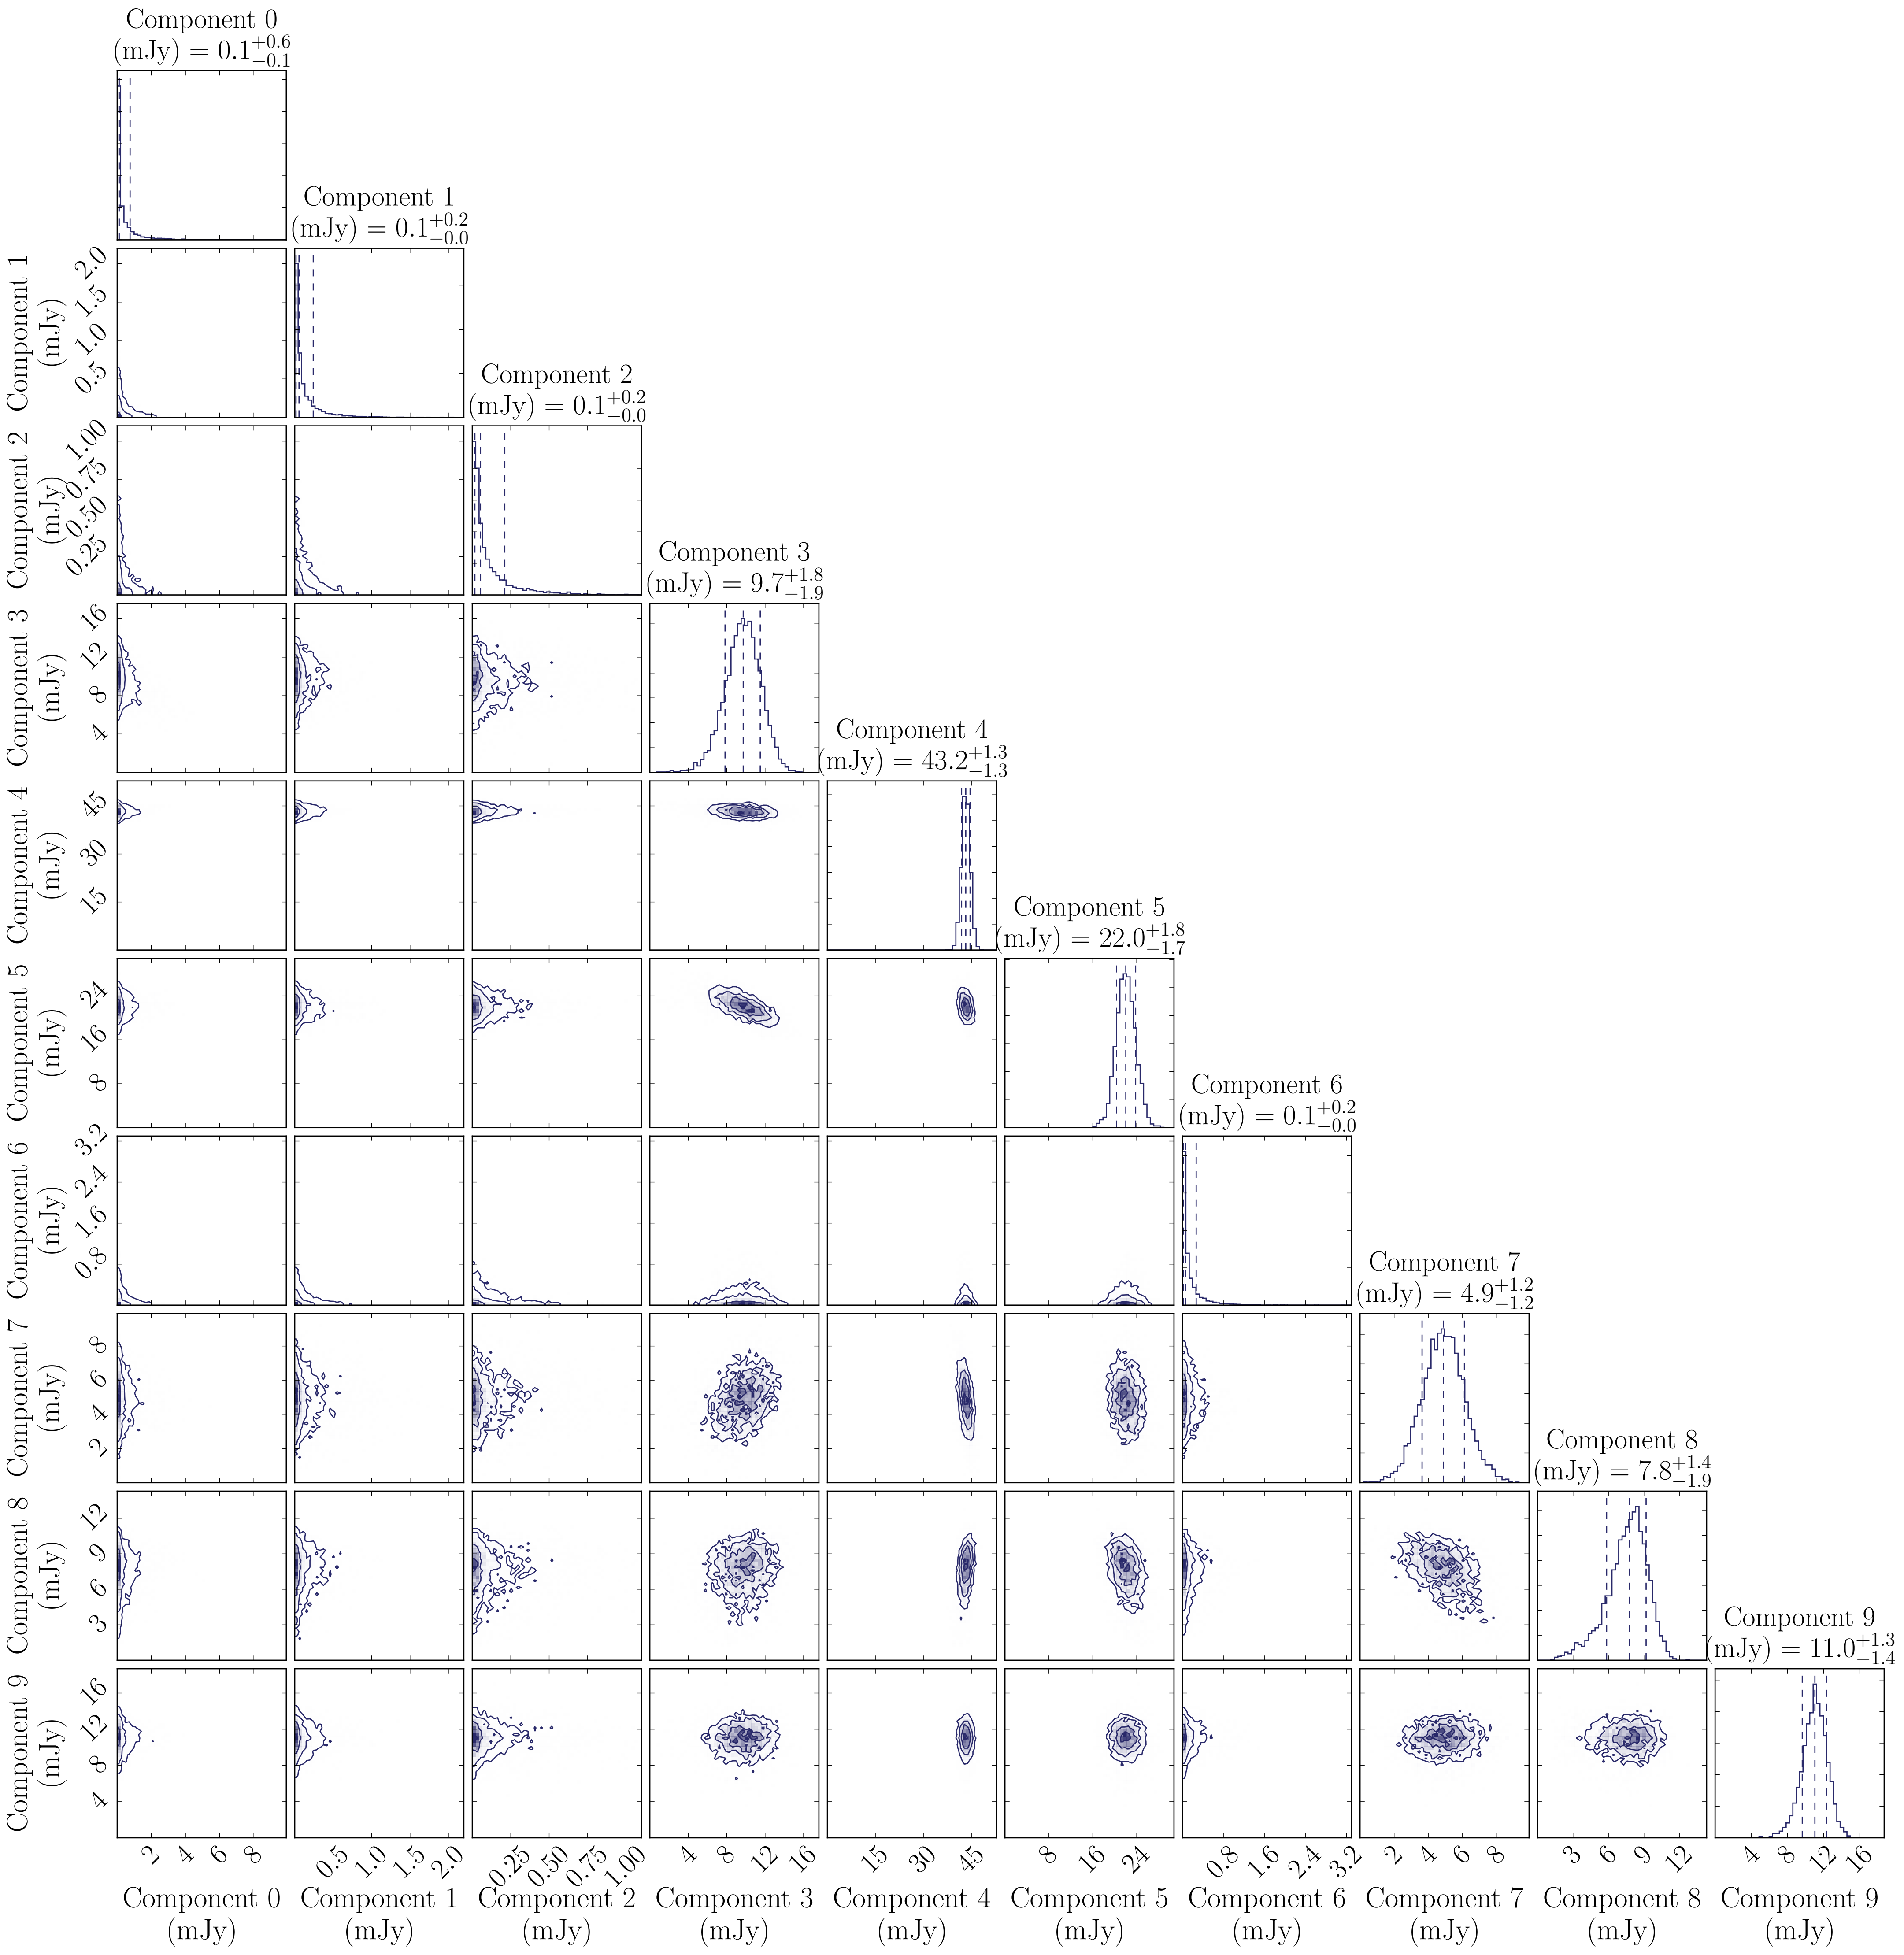 Component 0
(mJy) = 0.1^{+0.6}_{-0.1}
Component 1
(mJy) = 0.1^{+0.2}_{-0.0}
Component 1
(mJy)
2.0
1.5
1.0
0.5
Component 2
(mJy) = 0.1^{+0.2}_{-0.0}
Component 2
(mJy)
1.00
0.75
0.50
0.25
Component 3
(mJy) = 9.7^{+1.8}_{-1.9}
Component 3
(mJy)
16
12
8
4
Component 4
(mJy) = 43.2^{+1.3}_{-1.3}
Component 4
(mJy)
45
30
15
Component 5
(mJy) = 22.0^{+1.8}_{-1.7}
Component 5
(mJy)
24
16
8
Component 6
(mJy) = 0.1^{+0.2}_{-0.0}
Component 6
(mJy)
3.2
2.4
1.6
0.8
Component 7
(mJy) = 4.9^{+1.2}_{-1.2}
Component 7
(mJy)
8
6
4
2
Component 8
(mJy) = 7.8^{+1.4}_{-1.9}
Component 8
(mJy)
12
9
6
3
Component 9
(mJy) = 11.0^{+1.3}_{-1.4}
Component 9
(mJy)
16
12
8
4
2 4 6 8 0.5 1.0 1.5 2.0 0.25 0.50 0.75 1.00 4 8 12 16 15 30 45 8 16 24 0.8 1.6 2.4 3.2 2 4 6 8 3 6 9 12 4 8 12 16
Component 0 Component 1 Component 2 Component 3 Component 4 Component 5 Component 6 Component 7 Component 8 Component 9
(mJy) (mJy) (mJy) (mJy) (mJy) (mJy) (mJy) (mJy) (mJy) (mJy)